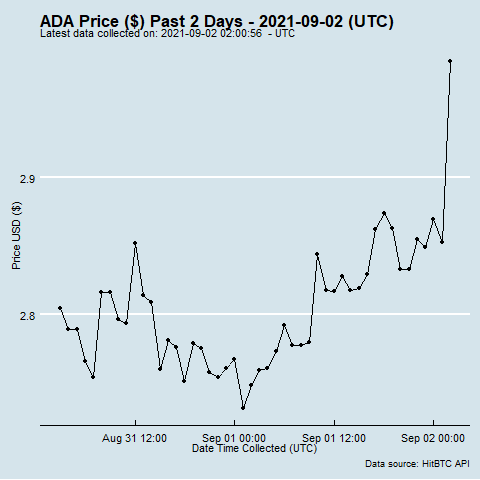 ADA Price ($) Past 2 Days - 2021-09-02 (UTC)
Latest data collected on: 2021-09-02 02:00:56  - UTC
2.9
Price USD ($)
2.8
Aug 31 12:00 Sep 01 00:00 Sep 01 12:00 Sep 02 00:00
Date Time Collected (UTC)
Data source: HitBTC API